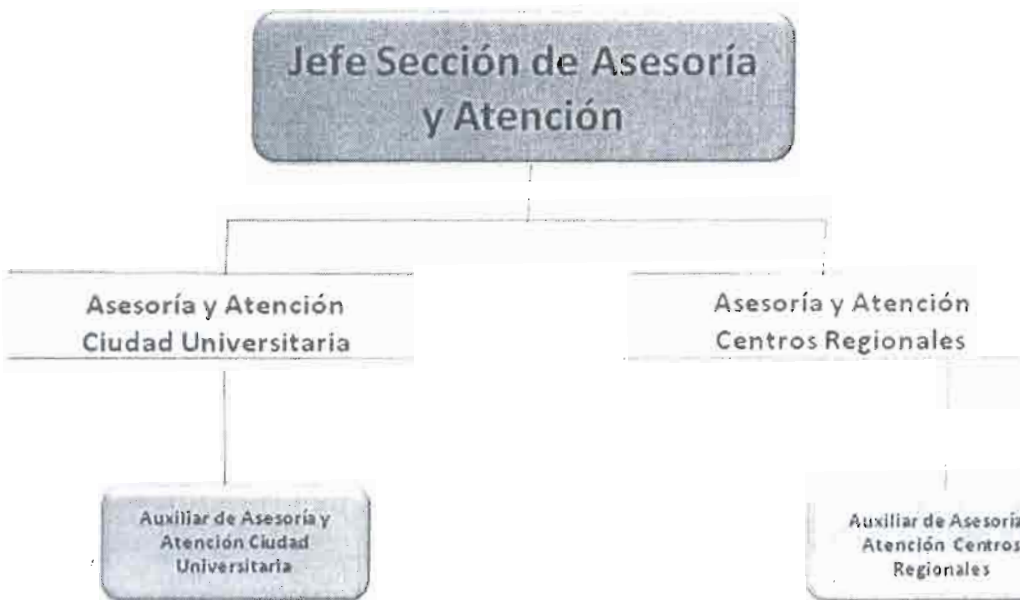 Jefe Sección de Asesoría
y Atención
Asesoría y Atención
Ciudad Universitaria
Asesoría y Atención
Centros Regionales
Auxiliar de Asesoría y
Atención Ciudad
Universitaria
Auxiliar de Asesoría
Atención Centros
Regionales